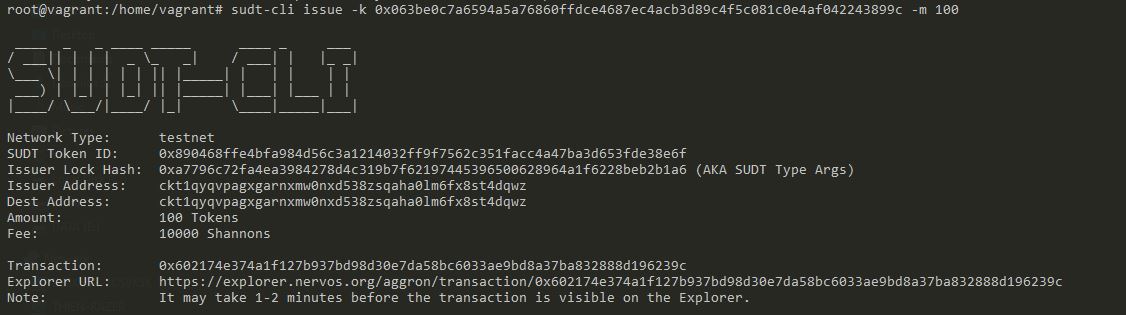 root@vagrant:/home/vagrant# sudt-cli issue -k 0x063be0c7a6594a5a76860ffdce4687ec4acb3d89c4f5c081c0e4af042243899c -m 100
SUDT-CLI
Network Type: testnet
SUDT Token ID: 0x890468ffe4bfa984d56c3a1214032ff9f7562c351facc4a47ba3d653fde38e6f
Issuer Lock Hash: 0xa7796c72fa4ea3984278d4c319b7f62197445396500628964a1f6228beb2b1a6 (AKA SUDT Type Args)
Issuer Address: ckt1qyqvpagxgarnxmw0nxd538zsqaha0lm6fx8st4dqwz
Dest Address: ckt1qyqvpagxgarnxmw0nxd538zsqaha0lm6fx8st4dqwz
Amount: 100 Tokens
Fee: 10000 Shannons
Transaction: 0x602174e374a1f127b937bd98d30e7da58bc6033ae9bd8a37ba832888d196239c
Explorer URL: https://explorer.nervos.org/aggron/transaction/0x602174e374a1f127b937bd98d30e7da58bc6033ae9bd8a37ba832888d196239c
Note: It may take 1-2 minutes before the transaction is visible on the Explorer.